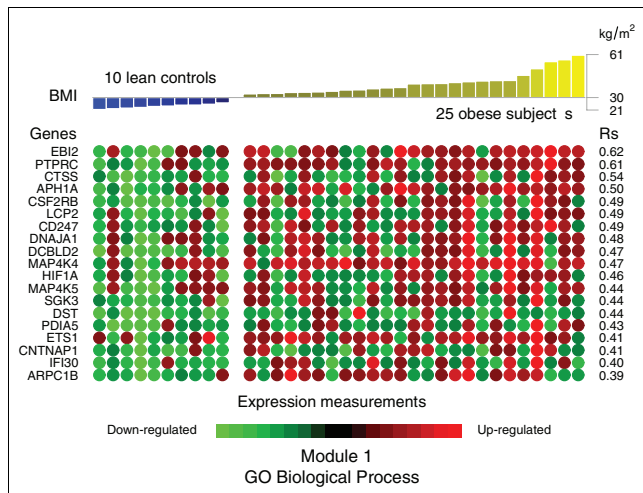 kg/m²
61
10 lean controls
BMI
30
25 obese subject s
21
Genes
Rs
EBI2 0.62
PTPRC 0.61
CTSS 0.54
APH1A 0.50
CSF2RB 0.49
LCP2 0.49
CD247 0.49
DNAJA1 0.48
DCBLD2 0.47
MAP4K4 0.47
HIF1A 0.46
MAP4K5 0.44
SGK3 0.44
DST 0.44
PDIA5 0.43
ETS1 0.41
CNTNAP1 0.41
IFI30 0.40
ARPC1B 0.39
Expression measurements
Down-regulated Up-regulated
Module 1
GO Biological Process